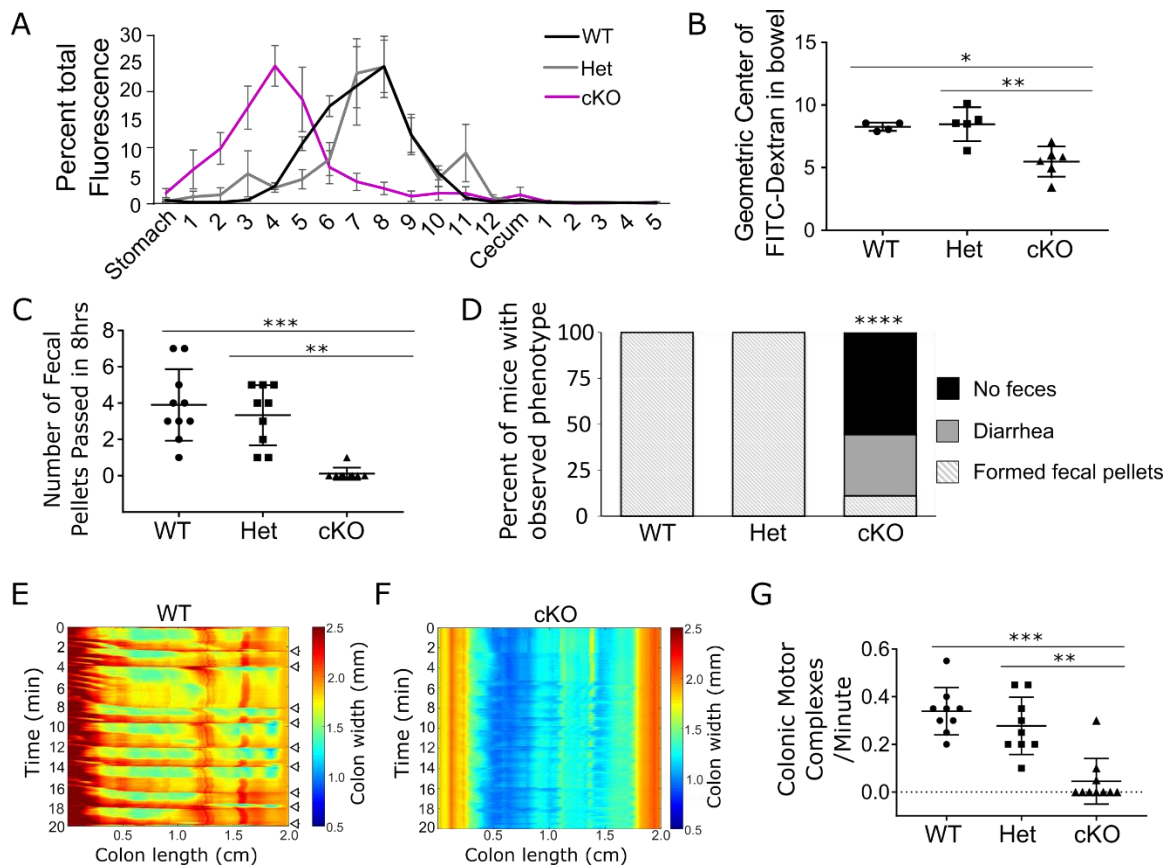 A
Percent total
Fluorescence
30
25
20
15
10
5
0
Stomach 1 2 3 4 5 6 7 8 9 10 11 12 Cecum 1 2 3 4 5
WT
Het
cKO
B
Geometric Center of
FITC-Dextran in bowel
15
10
5
0
*
**
WT Het cKO
C
Number of Fecal
Pellets Passed in 8hrs
8
6
4
2
0
***
**
WT Het cKO
D
Percent of mice with
observed phenotype
100
75
50
25
0
****
WT Het cKO
No feces
Diarrhea
Formed fecal pellets
E
WT
Time (min)
0
2
4
6
8
10
12
14
16
18
20
0.5 1.0 1.5 2.0
Colon length (cm)
2.5
2.0
1.5
1.0
0.5
Colon width (mm)
F
cKO
Time (min)
0
2
4
6
8
10
12
14
16
18
20
0.5 1.0 1.5 2.0
Colon length (cm)
2.5
2.0
1.5
1.0
0.5
Colon width (mm)
G
Colonic Motor
Complexes
/Minute
0.6
0.4
0.2
0.0
***
**
WT Het cKO